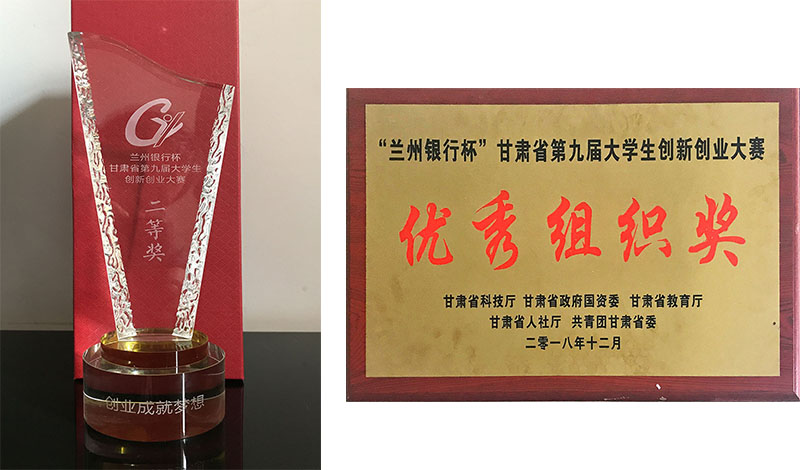 兰州银行杯
甘肃省第九届大学生
创新创业大赛
二等奖
创业成就梦想
“兰州银行杯”甘肃省第九届大学生创新创业大赛
优秀组织奖
甘肃省科技厅 甘肃省政府国资委 甘肃省教育厅
甘肃省人社厅 共青团甘肃省委
二零一八年十二月